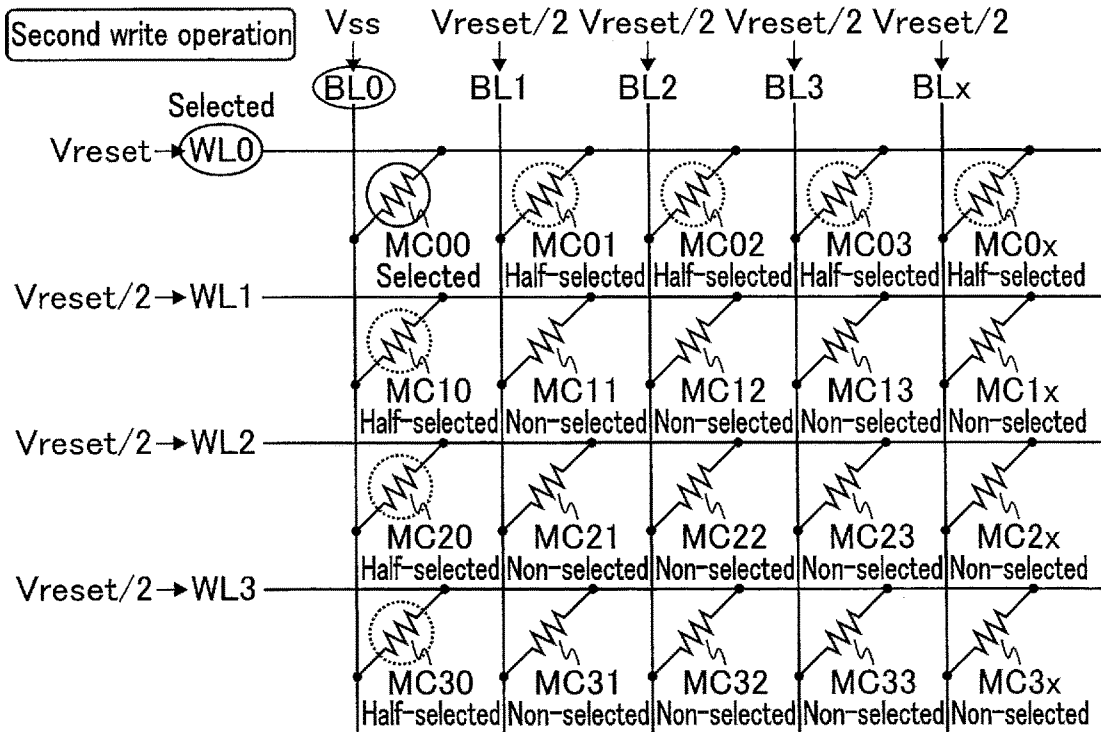 Second write operation
Vss Vreset/2 Vreset/2 Vreset/2 Vreset/2
BL0 BL1 BL2 BL3 BLx
Selected
Vreset WL0
MC00 MC01 MC02 MC03 MC0x
Selected Half-selected Half-selected Half-selected Half-selected
Vreset/2 WL1
MC10 MC11 MC12 MC13 MC1x
Half-selected Non-selected Non-selected Non-selected Non-selected
Vreset/2 WL2
MC20 MC21 MC22 MC23 MC2x
Half-selected Non-selected Non-selected Non-selected Non-selected
Vreset/2 WL3
MC30 MC31 MC32 MC33 MC3x
Half-selected Non-selected Non-selected Non-selected Non-selected